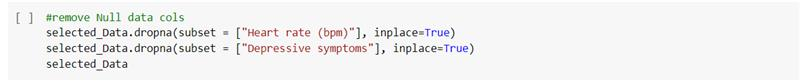 [ ] #remove Null data cols
selected_Data.dropna(subset = ["Heart rate (bpm)"], inplace=True)
selected_Data.dropna(subset = ["Depressive symptoms"], inplace=True)
selected_Data